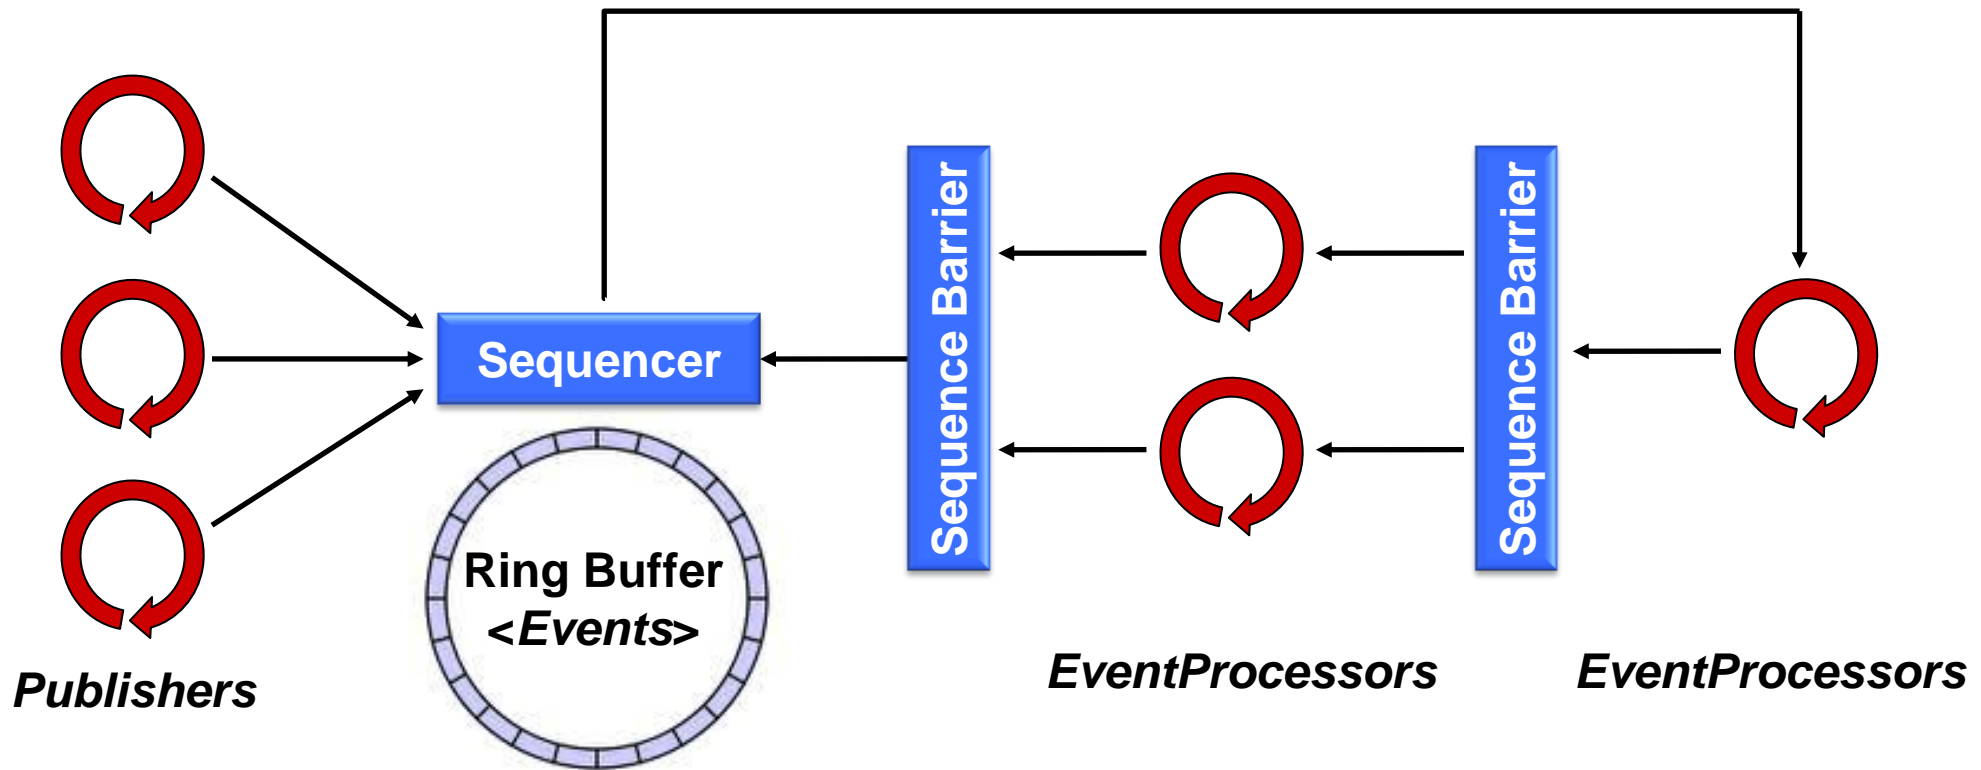 Sequence Barrier
Sequence Barrier
Sequencer
Ring Buffer
<Events>
Publishers
EventProcessors
EventProcessors